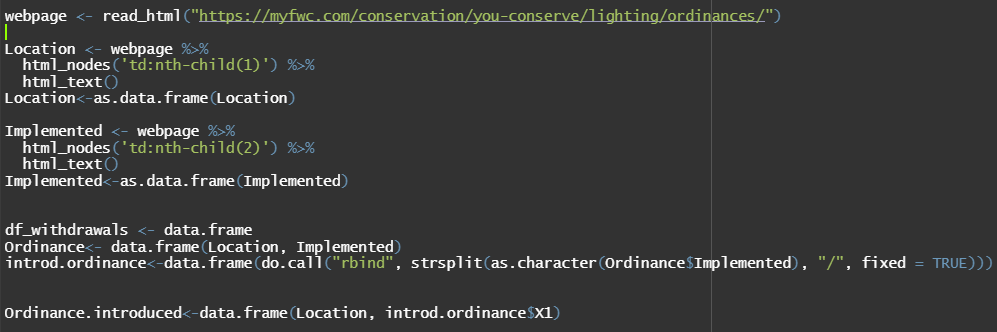 webpage <- read_html("https://myfwc.com/conservation/you-conserve/lighting/ordinances/")
Location <- webpage %>%
  html_nodes('td:nth-child(1)') %>%
  html_text()
Location<-as.data.frame(Location)
Implemented <- webpage %>%
  html_nodes('td:nth-child(2)') %>%
  html_text()
Implemented<-as.data.frame(Implemented)
df_withdrawals <- data.frame
Ordinance<- data.frame(Location, Implemented)
introd.ordinance<-data.frame(do.call("rbind", strsplit(as.character(Ordinance$Implemented), "/", fixed = TRUE)))
Ordinance.introduced<-data.frame(Location, introd.ordinance$X1)